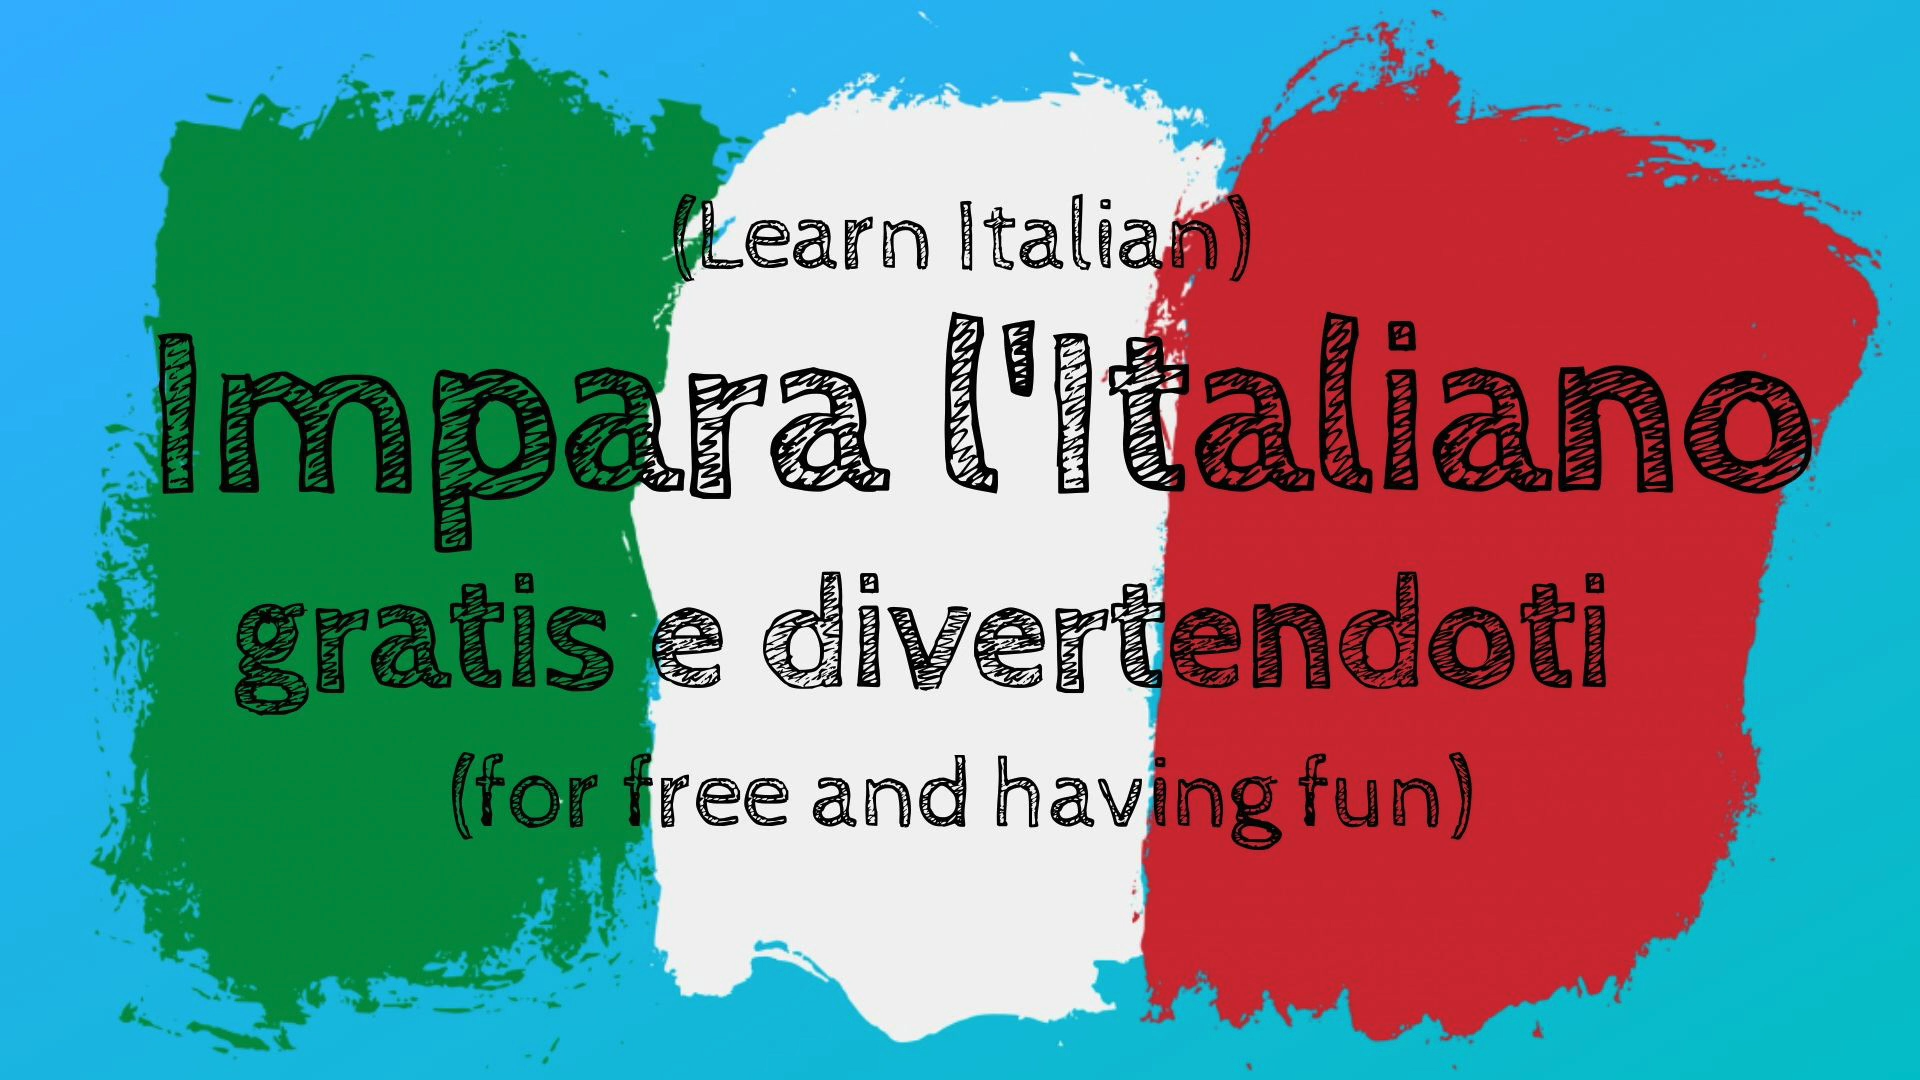 (Learn Italian)
Impara l'Italiano
gratis e divertendoti
(for free and having fun)